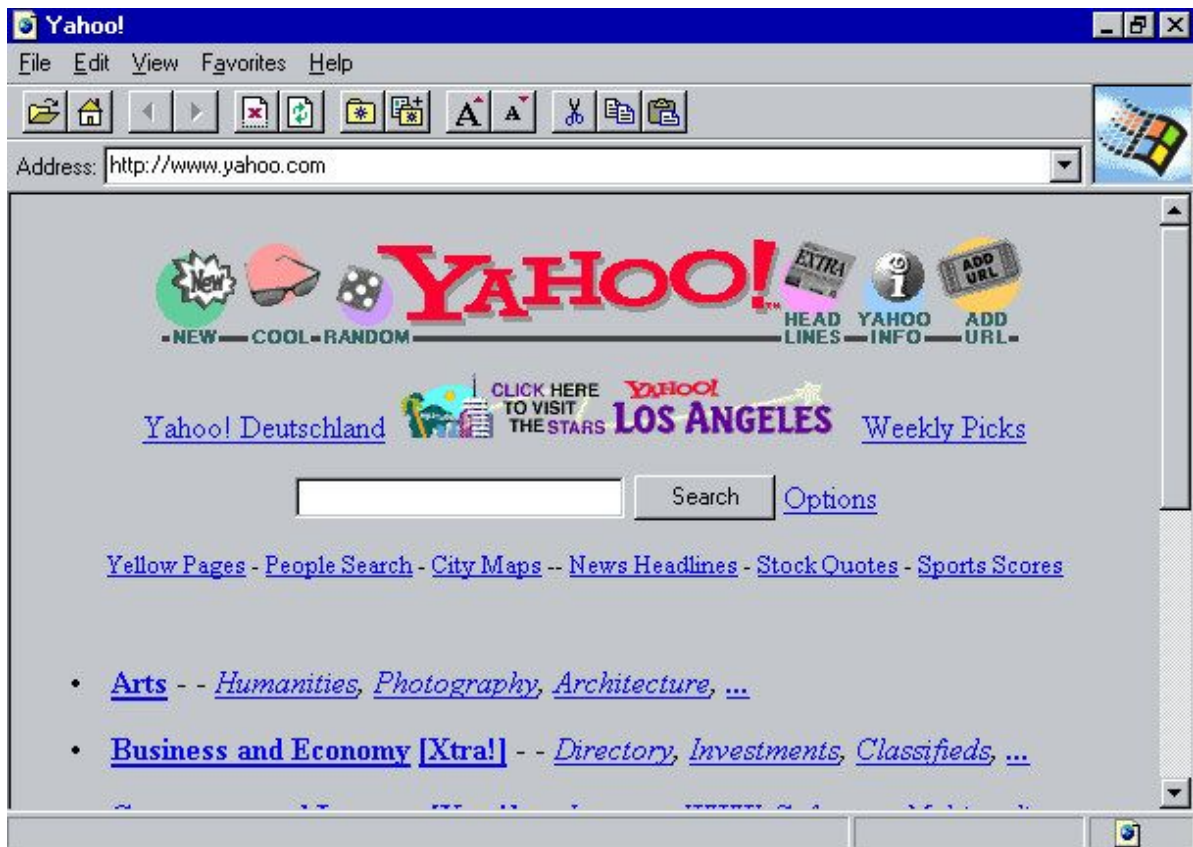 Yahoo!
File Edit View Favorites Help
Address: http://www.yahoo.com
New EXTRA i ADD URL
YAHOO!™
NEW COOL RANDOM HEAD LINES YAHOO INFO ADD URL
Yahoo! Deutschland CLICK HERE TO VISIT THE STARS YAHOO! LOS ANGELES Weekly Picks
Search Options
Yellow Pages - People Search - City Maps -- News Headlines - Stock Quotes - Sports Scores
• Arts - - Humanities, Photography, Architecture, ...
• Business and Economy [Xtra!] - - Directory, Investments, Classifieds, ...